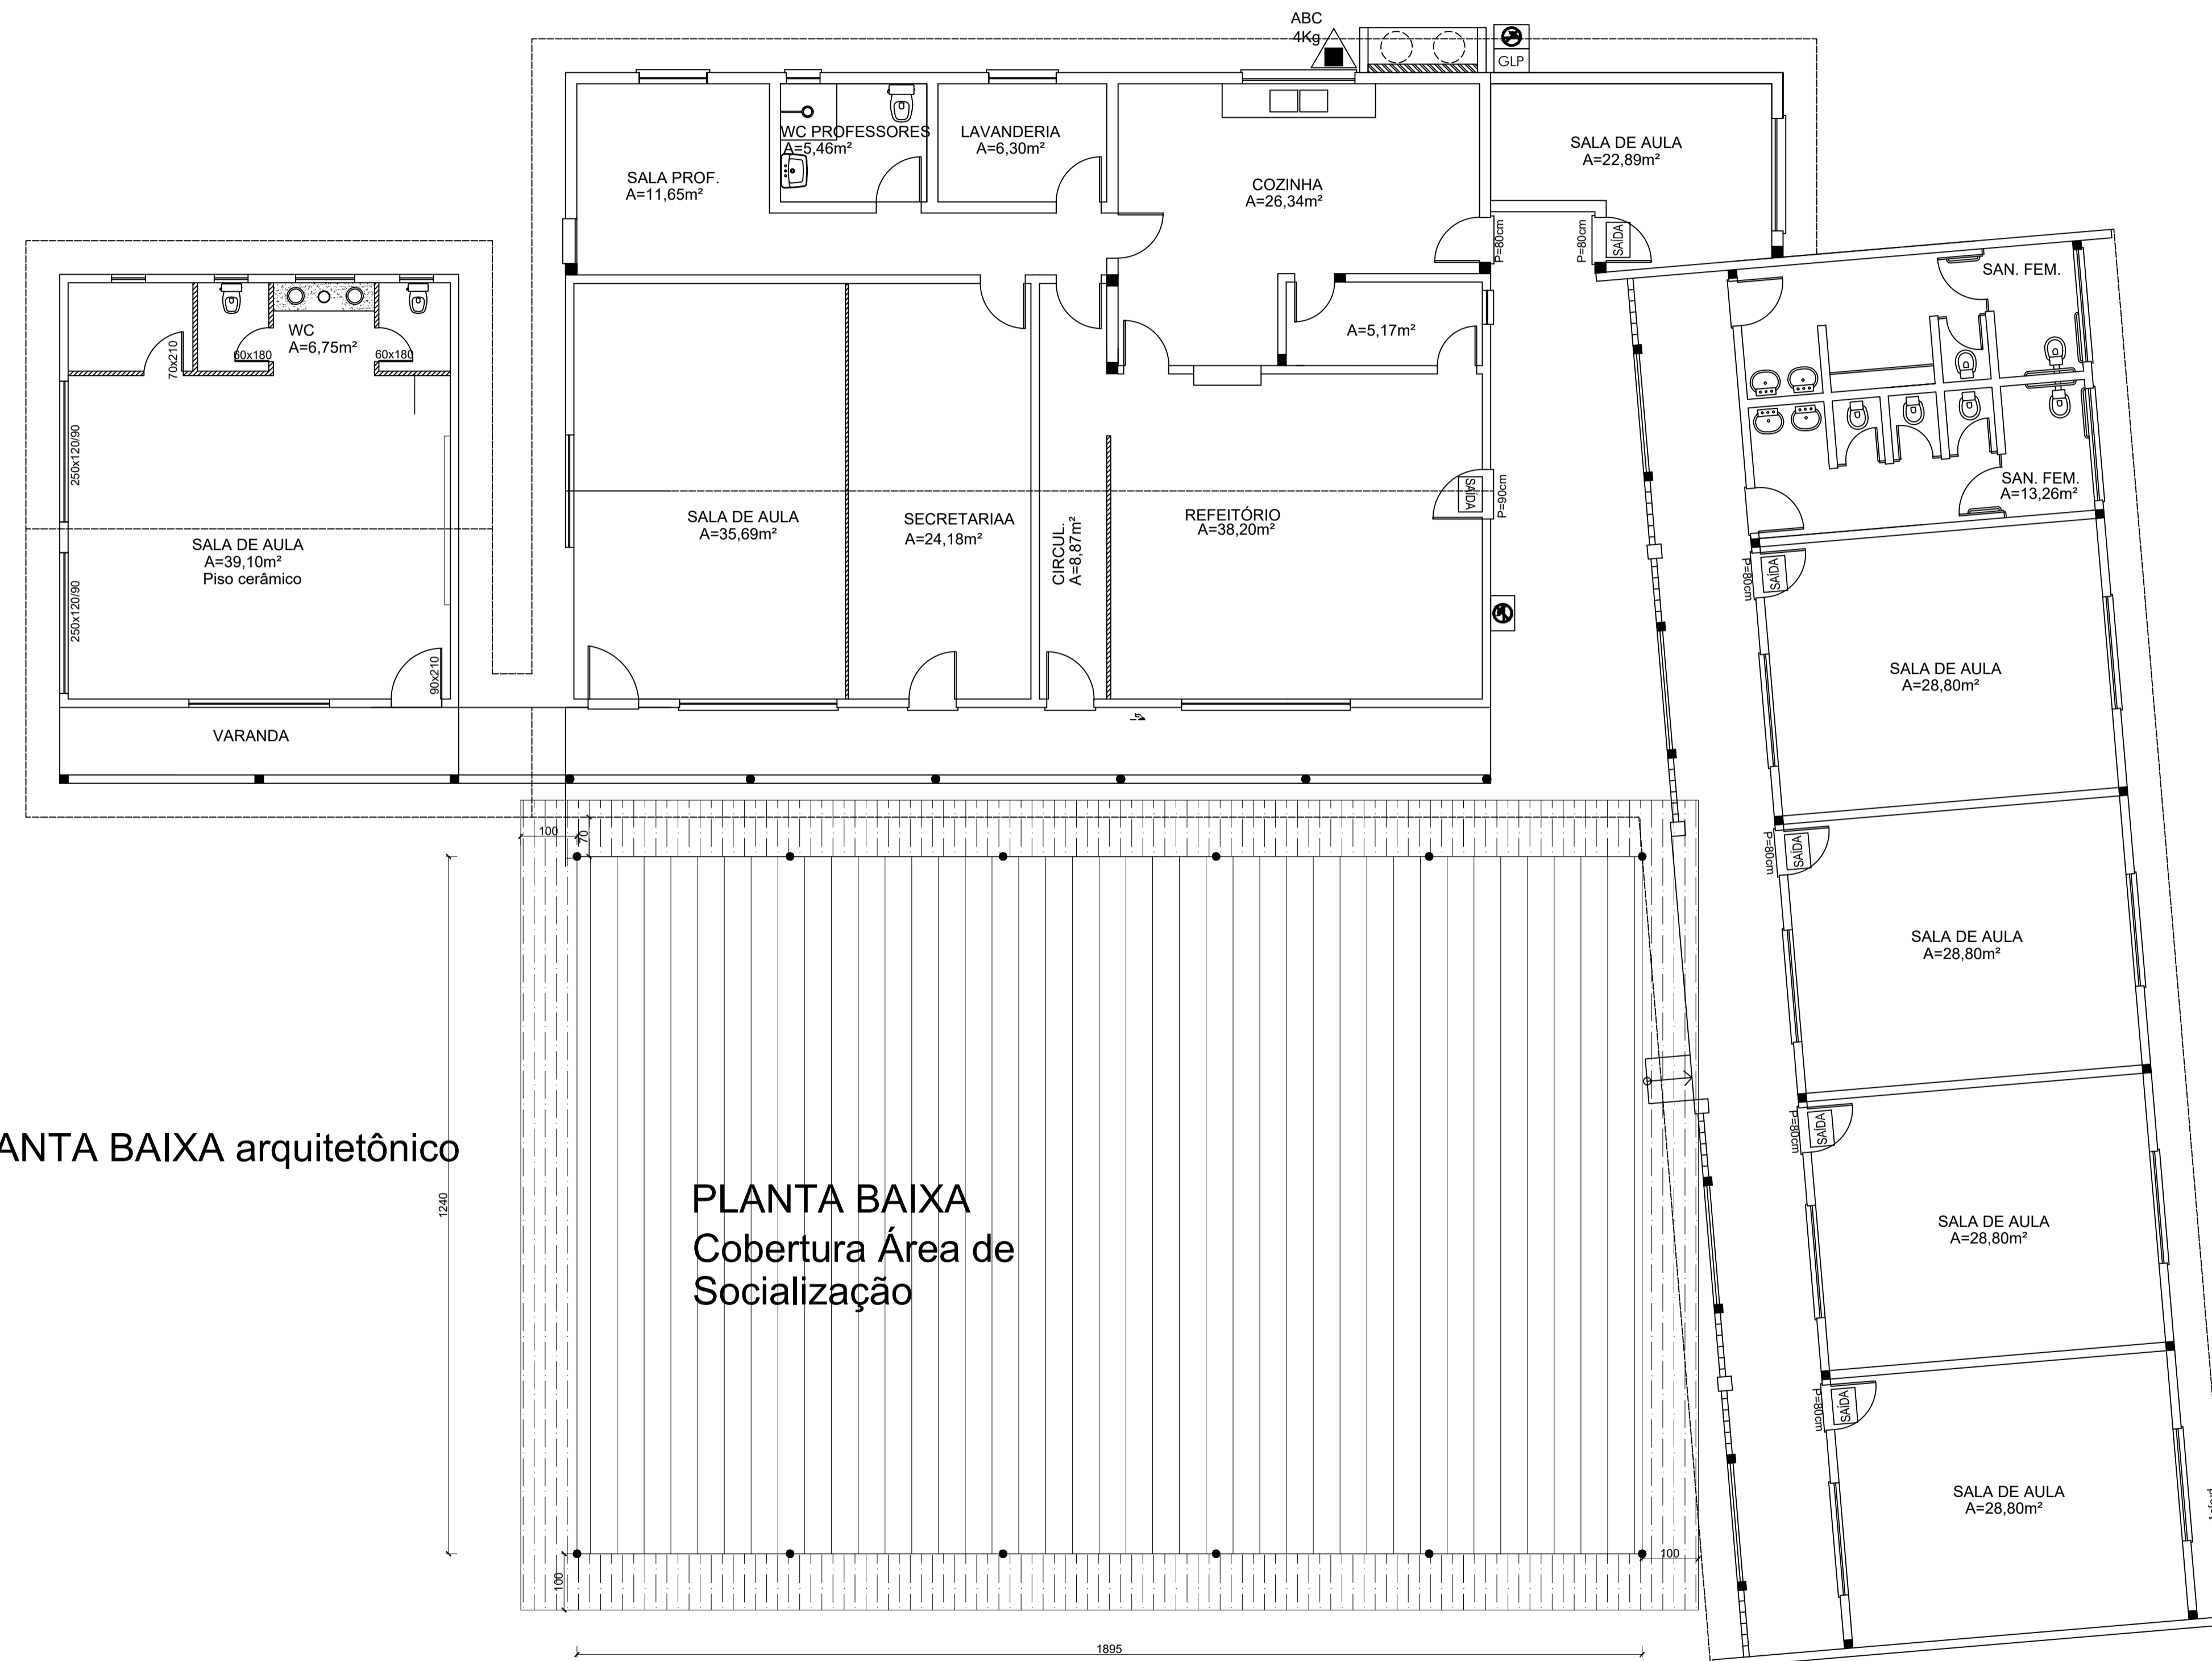 ABC
4Kg
GLP
SALA PROF.
A=11,65m²
WC PROFESSORES
A=5,46m²
LAVANDERIA
A=6,30m²
COZINHA
A=26,34m²
SALA DE AULA
A=22,89m²
P=80cm
P=80cm
SAÍDA
SAN. FEM.
WC
A=6,75m²
70x210
60x180
60x180
A=5,17m²
250x120/90
250x120/90
SALA DE AULA
A=39,10m²
Piso cerâmico
90x210
VARANDA
SALA DE AULA
A=35,69m²
SECRETARIAA
A=24,18m²
CIRCUL.
A=8,87m²
REFEITÓRIO
A=38,20m²
SAÍDA
P=90cm
SAN. FEM.
A=13,26m²
P=80cm
SAÍDA
SALA DE AULA
A=28,80m²
P=80cm
SAÍDA
SALA DE AULA
A=28,80m²
P=80cm
SAÍDA
SALA DE AULA
A=28,80m²
P=80cm
SAÍDA
SALA DE AULA
A=28,80m²
100
70
1240
ANTA BAIXA arquitetônico
PLANTA BAIXA
Cobertura Área de
Socialização
100
100
1895